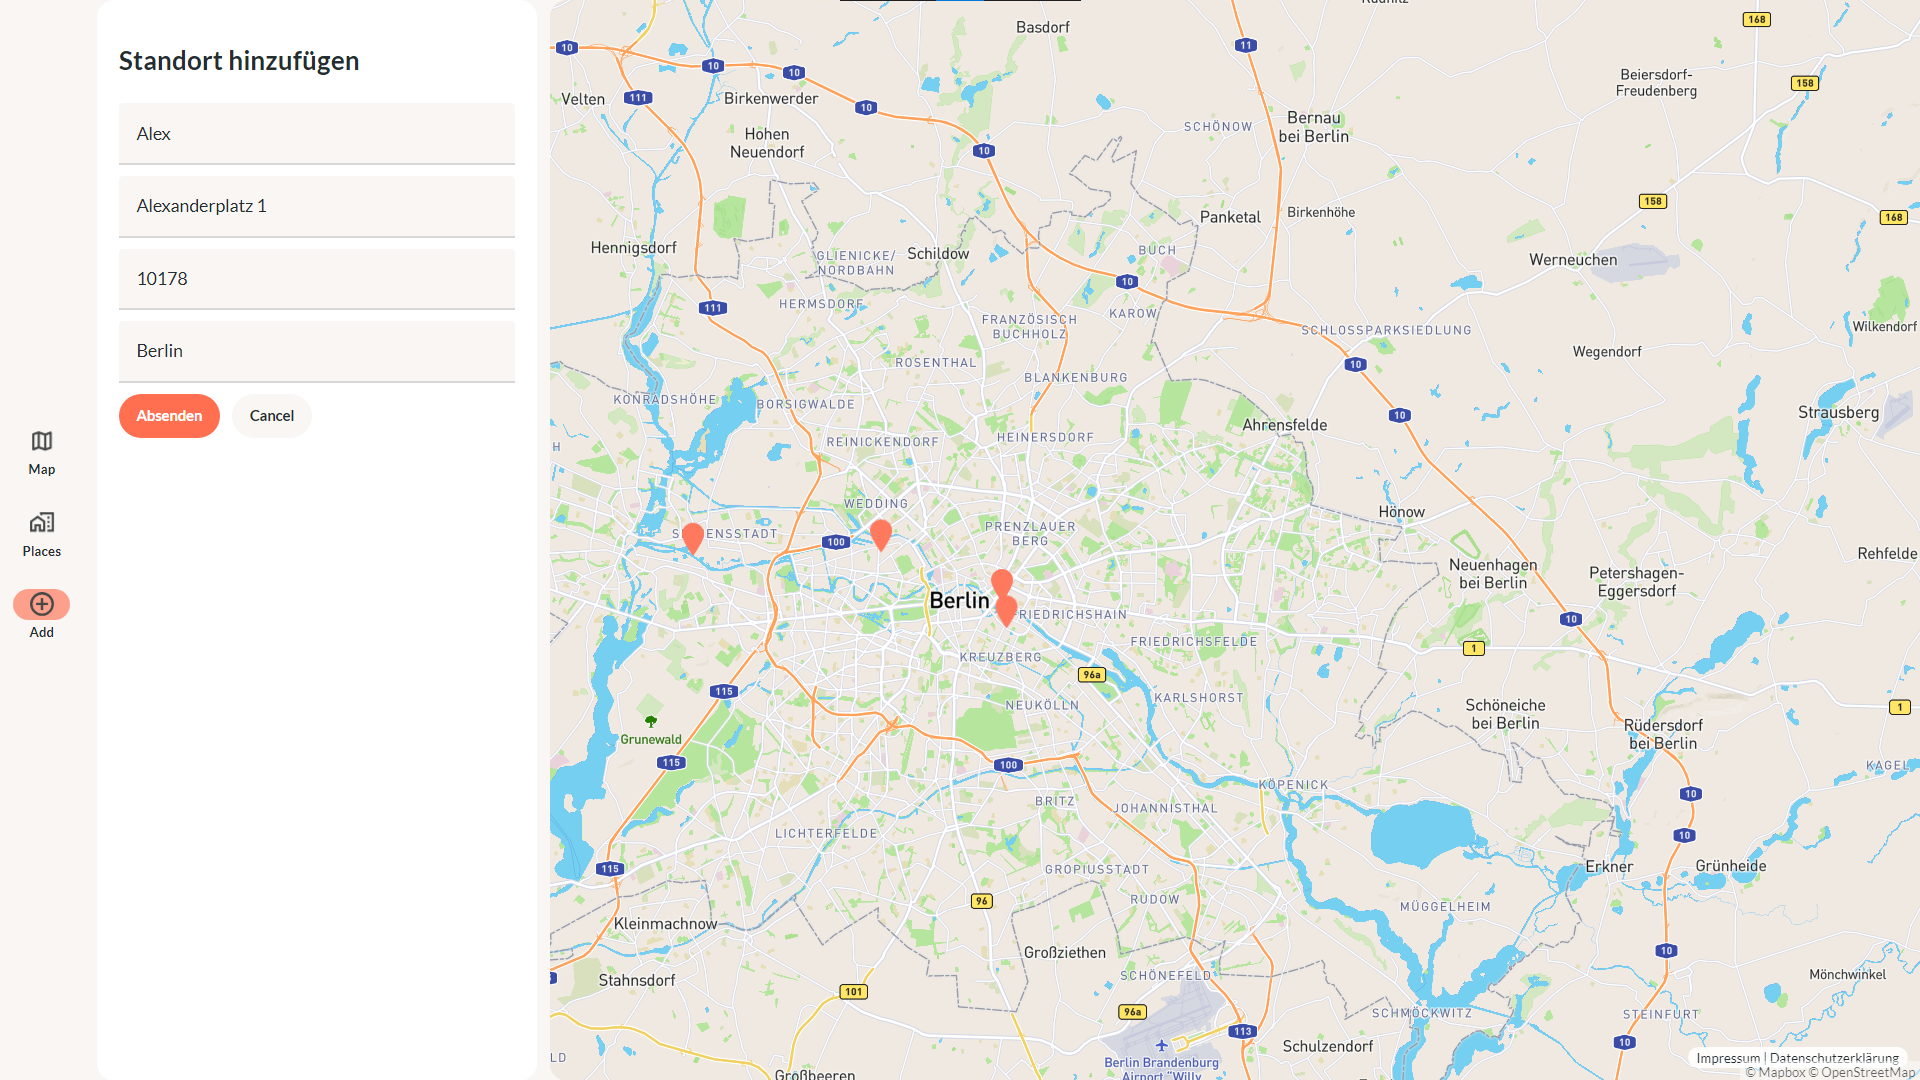 Standort hinzufügen
Alex
Alexanderplatz 1
10178
Berlin
Absenden
Cancel
Map
Places
Add
Basdorf
168
10
11
10
10
Beiersdorf-
Freudenberg
158
Velten
111
Birkenwerder
10
Bernau
bei Berlin
SCHÖNOW
Hohen
Neuendorf
10
158
168
Panketal
Birkenhöhe
Hennigsdorf
Schildow
BUCH
GLIENICKE/
NORDBAHN
Werneuchen
10
HERMSDORF
111
KAROW
FRANZÖSISCH
BUCHHOLZ
SCHLOSSPARKSIEDLUNG
Wilkendorf
Wegendorf
ROSENTHAL
10
BLANKENBURG
KONRADSHÖHE
BORSIGWALDE
10
Strausberg
Ahrensfelde
REINICKENDORF
HEINERSDORF
H
WEDDING
Hönow
PRENZLAUER
BERG
ENSSTADT
100
Rehfelde
Neuenhagen
bei Berlin
Petershagen-
Eggersdorf
Berlin
RIEDRICHSHAIN
10
FRIEDRICHSFELDE
1
KREUZBERG
96a
115
KARLSHORST
NEUKÖLLN
Schöneiche
bei Berlin
1
Rüdersdorf
bei Berlin
Grunewald
115
100
KAGEL
KÖPENICK
10
BRITZ
JOHANNISTHAL
LICHTERFELDE
10
115
GROPIUSSTADT
Erkner
Grünheide
96
RUDOW
MÜGGELHEIM
Kleinmachnow
Großziethen
10
SCHÖNEFELD
Stahnsdorf
Mönchwinkel
101
96a
SCHMÖCKWITZ
STEINFURT
113
10
Schulzendorf
LD
Berlin Brandenburg
Airport "Willy
Großbeeren
Impressum | Datenschutzerklärung
© Mapbox © OpenStreetMap